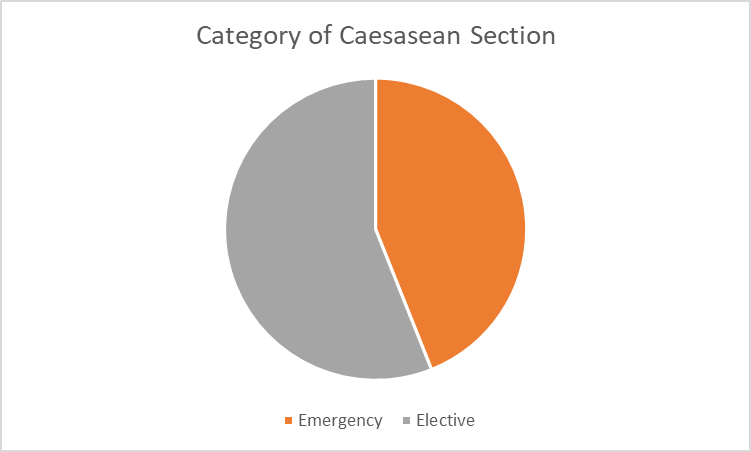 Category of Caesasean Section
Emergency Elective